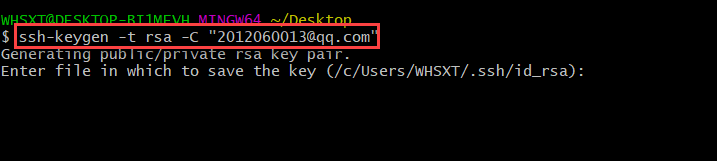 WHSXT@DESKTOP-BT1MEVH MINGW64 ~/Desktop
$ ssh-keygen -t rsa -C "2012060013@qq.com"
Generating public/private rsa key pair.
Enter file in which to save the key (/c/Users/WHSXT/.ssh/id_rsa):